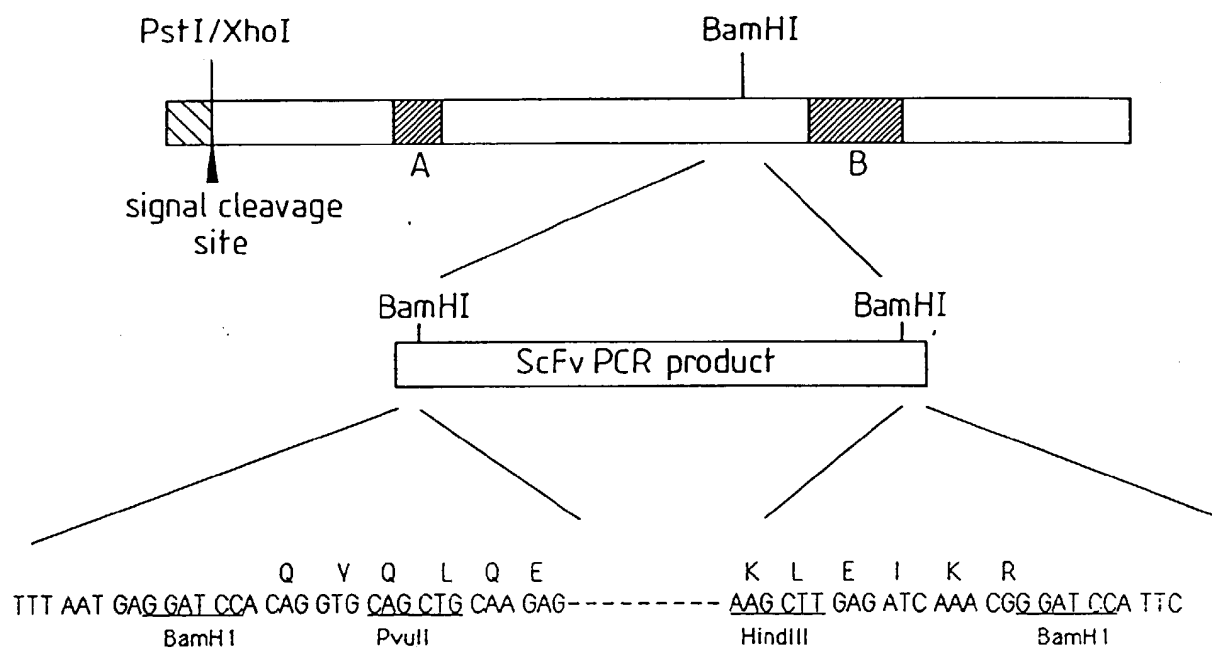 PstI/XhoI BamHI
A B
signal cleavage
site
BamHI BamHI
ScFv PCR product
Q V Q L Q E K L E I K R
TTT AAT GAG GAT CCA CAG GTG CAG CTG CAA GAG---------- AAG CTT GAG ATC AAA CGG GAT CCA TTC
BamH1 PvuII HindIII BamH1